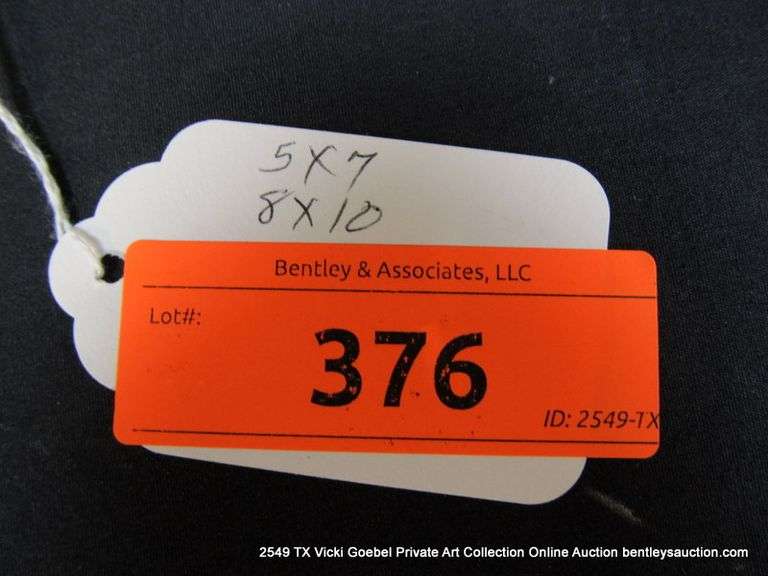 5X7
8X10
Bentley & Associates, LLC
Lot#:
376
ID: 2549-TX
2549 TX Vicki Goebel Private Art Collection Online Auction bentleysauction.com